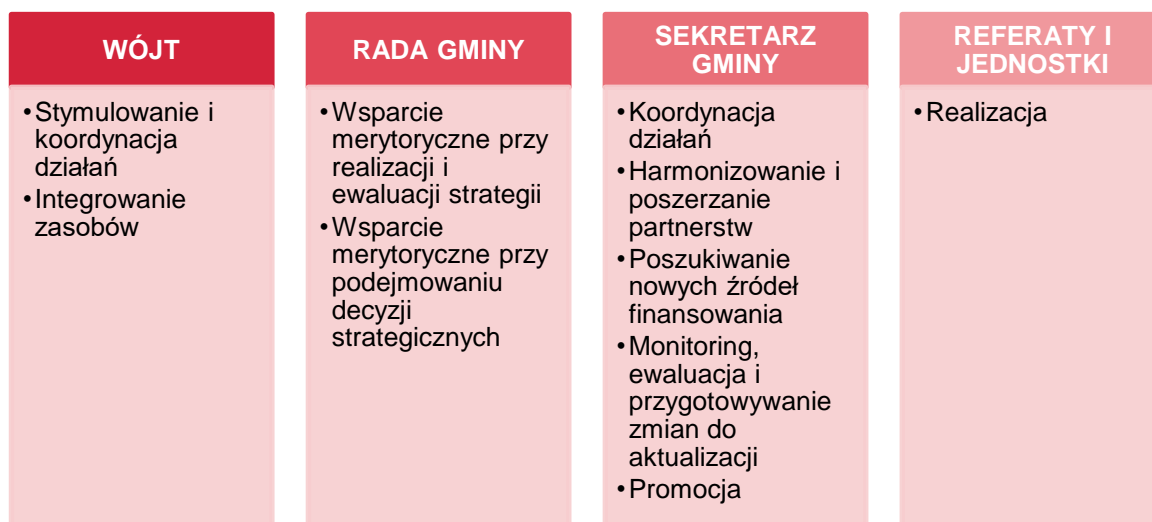 WÓJT
•Stymulowanie i
koordynacja
działań
•Integrowanie
zasobów
RADA GMINY
•Wsparcie
merytoryczne przy
realizacji i
ewaluacji strategii
•Wsparcie
merytoryczne przy
podejmowaniu
decyzji
strategicznych
SEKRETARZ
GMINY
•Koordynacja
działań
•Harmonizowanie i
poszerzanie
partnerstw
•Poszukiwanie
nowych źródeł
finansowania
•Monitoring,
ewaluacja i
przygotowywanie
zmian do
aktualizacji
•Promocja
REFERATY I
JEDNOSTKI
•Realizacja